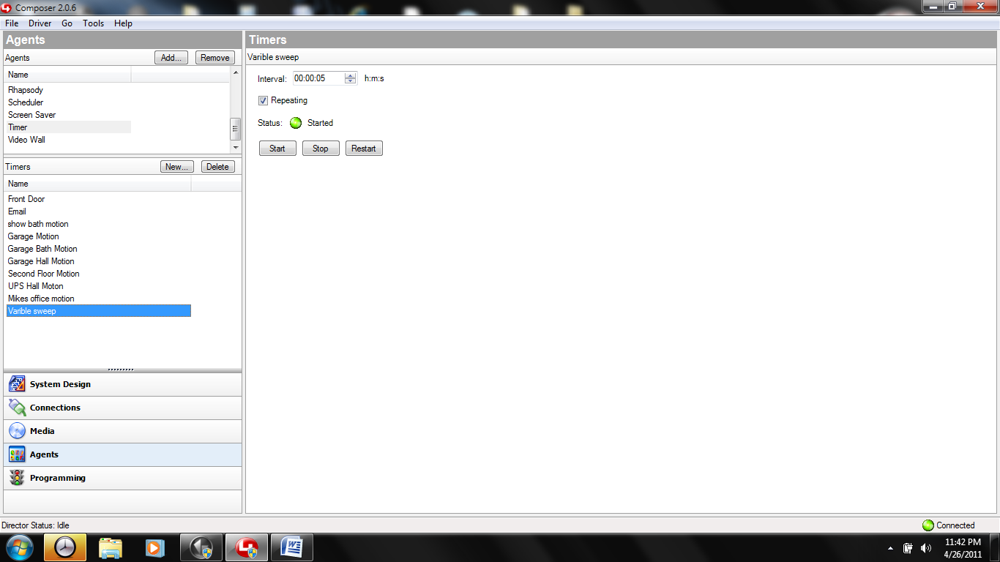 Composer 2.0.6
File Driver Go Tools Help
Agents
Agents Add... Remove
Name
Rhapsody
Scheduler
Screen Saver
Timer
Video Wall
Timers New... Delete
Name
Front Door
Email
show bath motion
Garage Motion
Garage Bath Motion
Garage Hall Motion
Second Floor Motion
UPS Hall Moton
Mikes office motion
Varible sweep
System Design
Connections
Media
Agents
Programming
Timers
Varible sweep
Interval: 00:00:05 h:m:s
Repeating
Status: Started
Start Stop Restart
Director Status: Idle
Connected
11:42 PM
4/26/2011